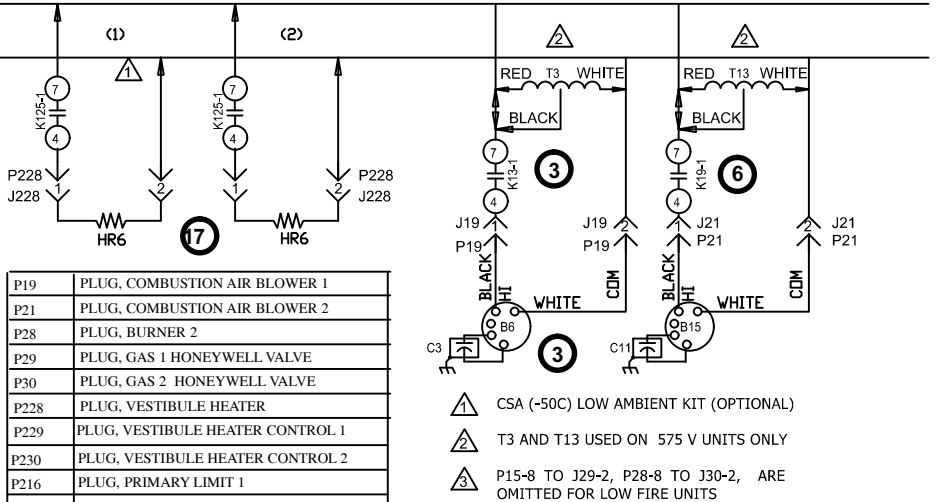 (1)
(2)
2
2
1
RED T3 WHITE
RED T13 WHITE
BLACK
BLACK
7
K125-1
4
7
K125-1
4
7
K13-1
4
3
7
K19-1
4
6
P228
J228
1
2
P228
J228
1
2
HR6
17
HR6
J19
P19
1
J19
P19
2
J21
P21
1
J21
P21
2
BLACK
HI
WHITE
COM
BLACK
HI
WHITE
COM
B6
C3
3
B15
C11
P19 PLUG, COMBUSTION AIR BLOWER 1
P21 PLUG, COMBUSTION AIR BLOWER 2
P28 PLUG, BURNER 2
P29 PLUG, GAS 1 HONEYWELL VALVE
P30 PLUG, GAS 2 HONEYWELL VALVE
P228 PLUG, VESTIBULE HEATER
P229 PLUG, VESTIBULE HEATER CONTROL 1
P230 PLUG, VESTIBULE HEATER CONTROL 2
P216 PLUG, PRIMARY LIMIT 1
1 CSA (-50C) LOW AMBIENT KIT (OPTIONAL)
2 T3 AND T13 USED ON 575 V UNITS ONLY
3 P15-8 TO J29-2, P28-8 TO J30-2, ARE
OMITTED FOR LOW FIRE UNITS